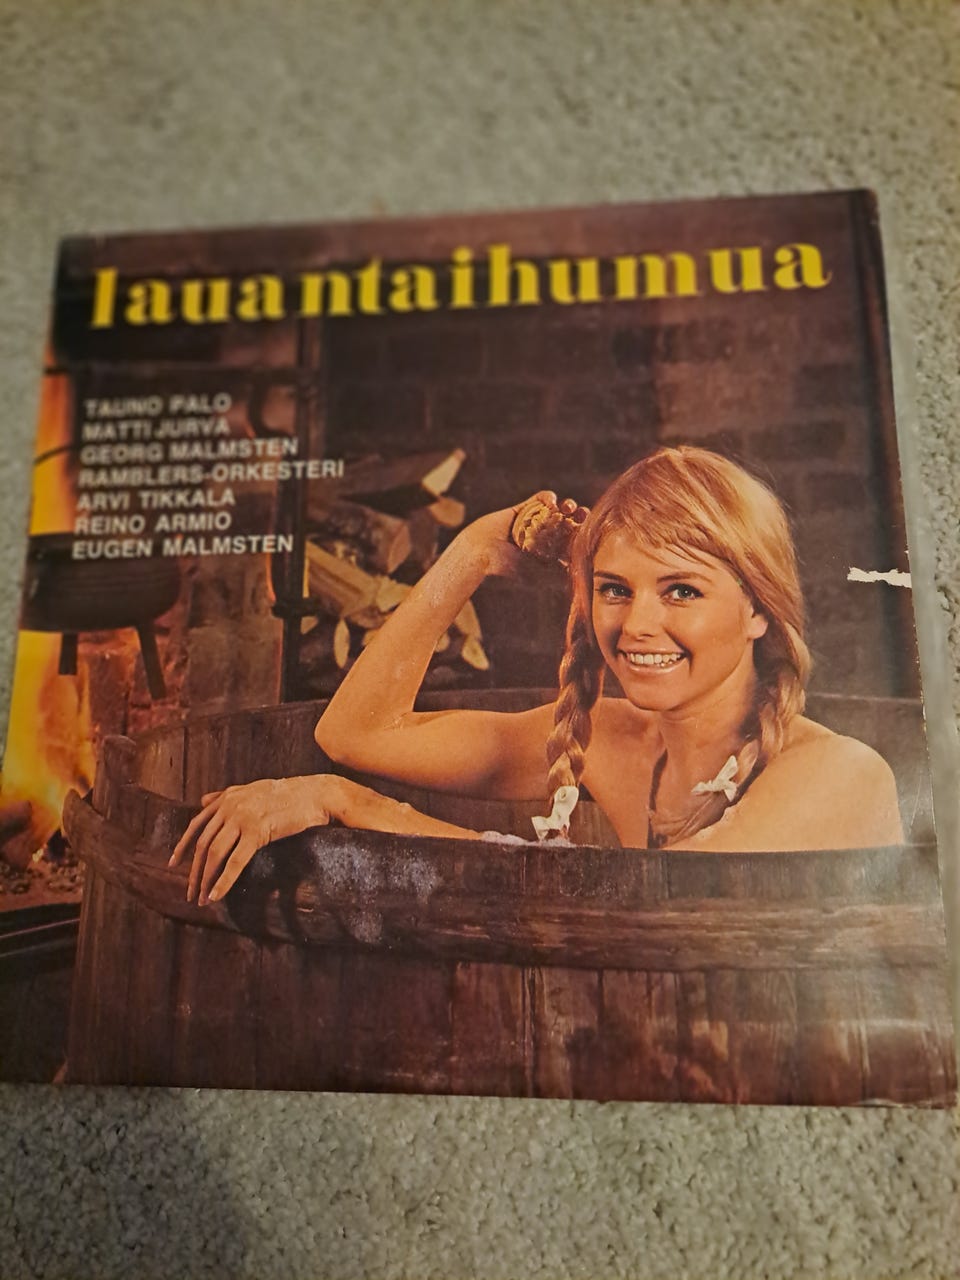 lauantaihumua
TAUNO PALO
MATTI JURVA
GEORG MALMSTEN
RAMBLERS-ORKESTERI
ARVI TIKKALA
REINO ARMIO
EUGEN MALMSTEN